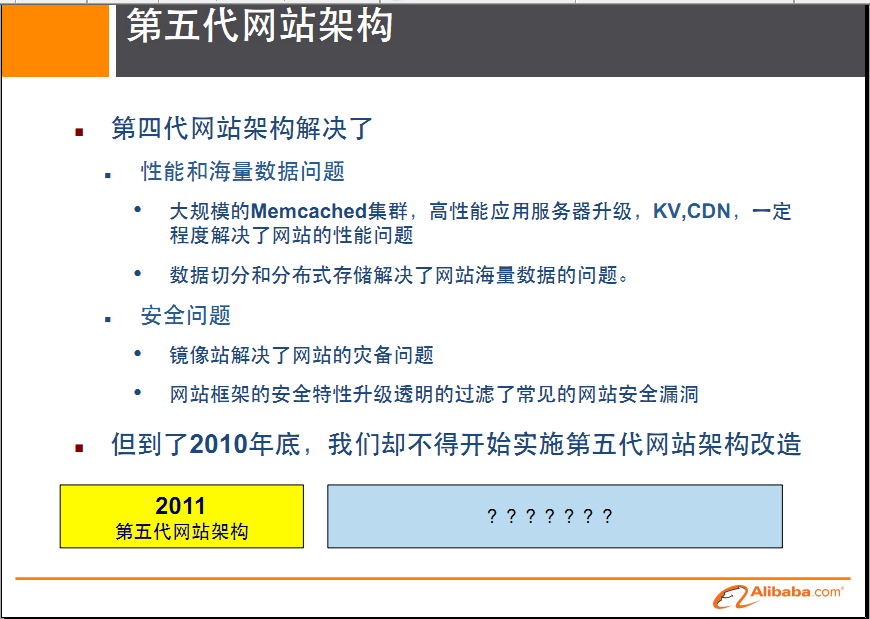 第五代网站架构
第四代网站架构解决了
性能和海量数据问题
大规模的Memcached集群，高性能应用服务器升级，KV,CDN，一定
程度解决了网站的性能问题
数据切分和分布式存储解决了网站海量数据的问题。
安全问题
镜像站解决了网站的灾备问题
网站框架的安全特性升级透明的过滤了常见的网站安全漏洞
但到了2010年底，我们却不得开始实施第五代网站架构改造
2011
第五代网站架构
？？？？？？？
Alibaba.com®